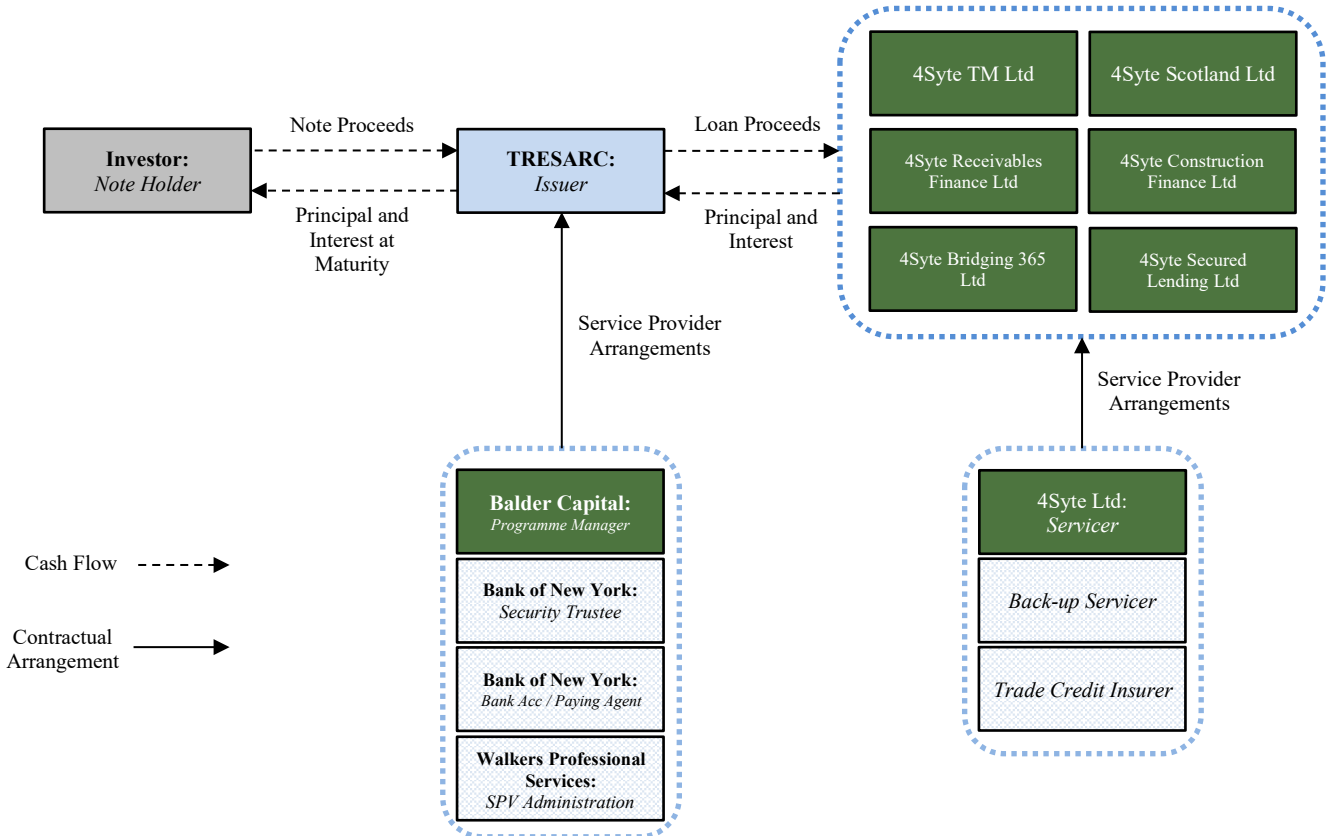 4Syte TM Ltd
4Syte Scotland Ltd
Note Proceeds
Loan Proceeds
Investor:
Note Holder
TRESARC:
Issuer
4Syte Receivables
Finance Ltd
4Syte Construction
Finance Ltd
Principal and
Interest at
Maturity
Principal and
Interest
4Syte Bridging 365
Ltd
4Syte Secured
Lending Ltd
Service Provider
Arrangements
Service Provider
Arrangements
Balder Capital:
Programme Manager
Bank of New York:
Security Trustee
Bank of New York:
Bank Acc / Paying Agent
Walkers Professional
Services:
SPV Administration
4Syte Ltd:
Servicer
Back-up Servicer
Trade Credit Insurer
Cash Flow
Contractual
Arrangement